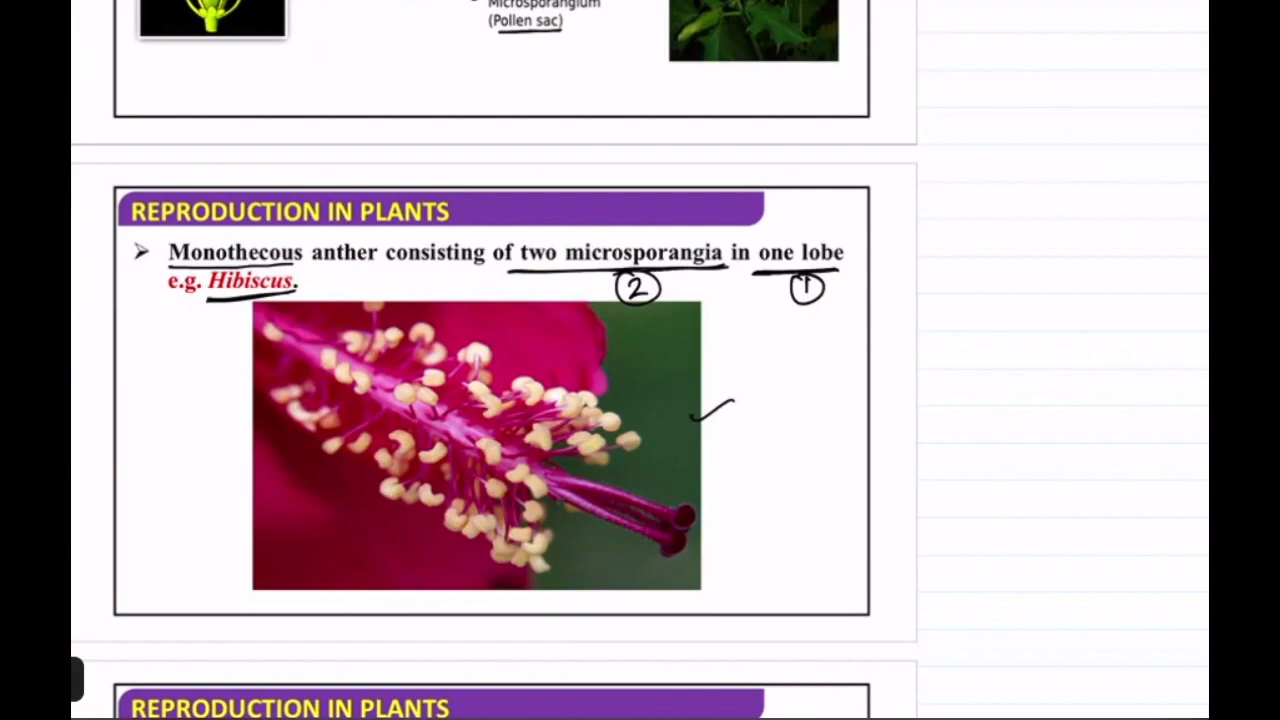 Microsporangium
(Pollen sac)
REPRODUCTION IN PLANTS
➢ Monothecous anther consisting of two microsporangia in one lobe
e.g. Hibiscus.
2
1
REPRODUCTION IN PLANTS